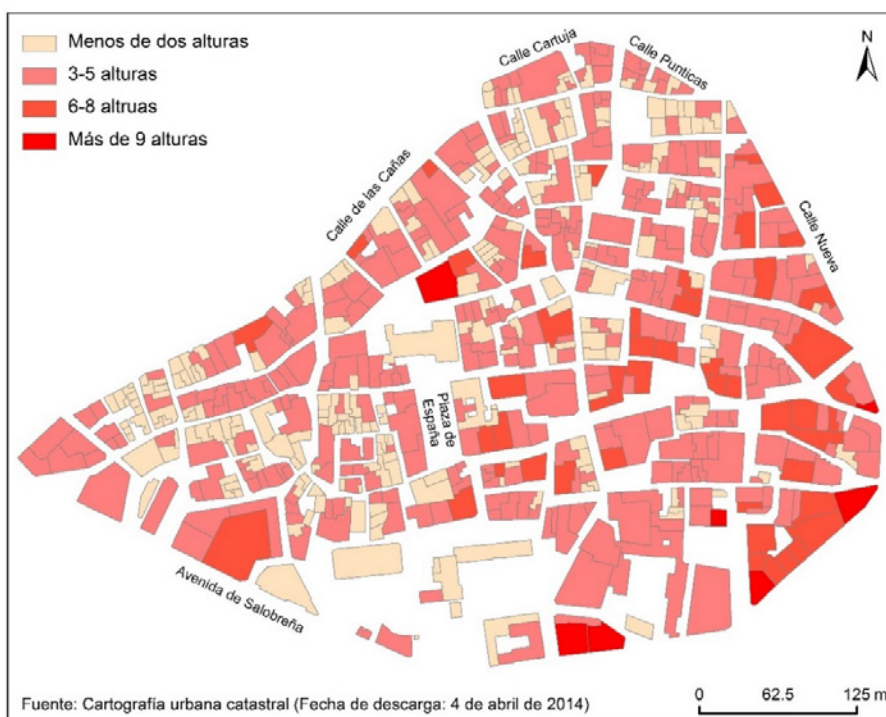 Menos de dos alturas
3-5 alturas
6-8 altruas
Más de 9 alturas
Calle Cartuja
Calle Punticas
N
Calle de las Cañas
Calle Nueva
Plaza de
España
Avenida de Salobreña
Fuente: Cartografía urbana catastral (Fecha de descarga: 4 de abril de 2014)
0 62.5 125 m